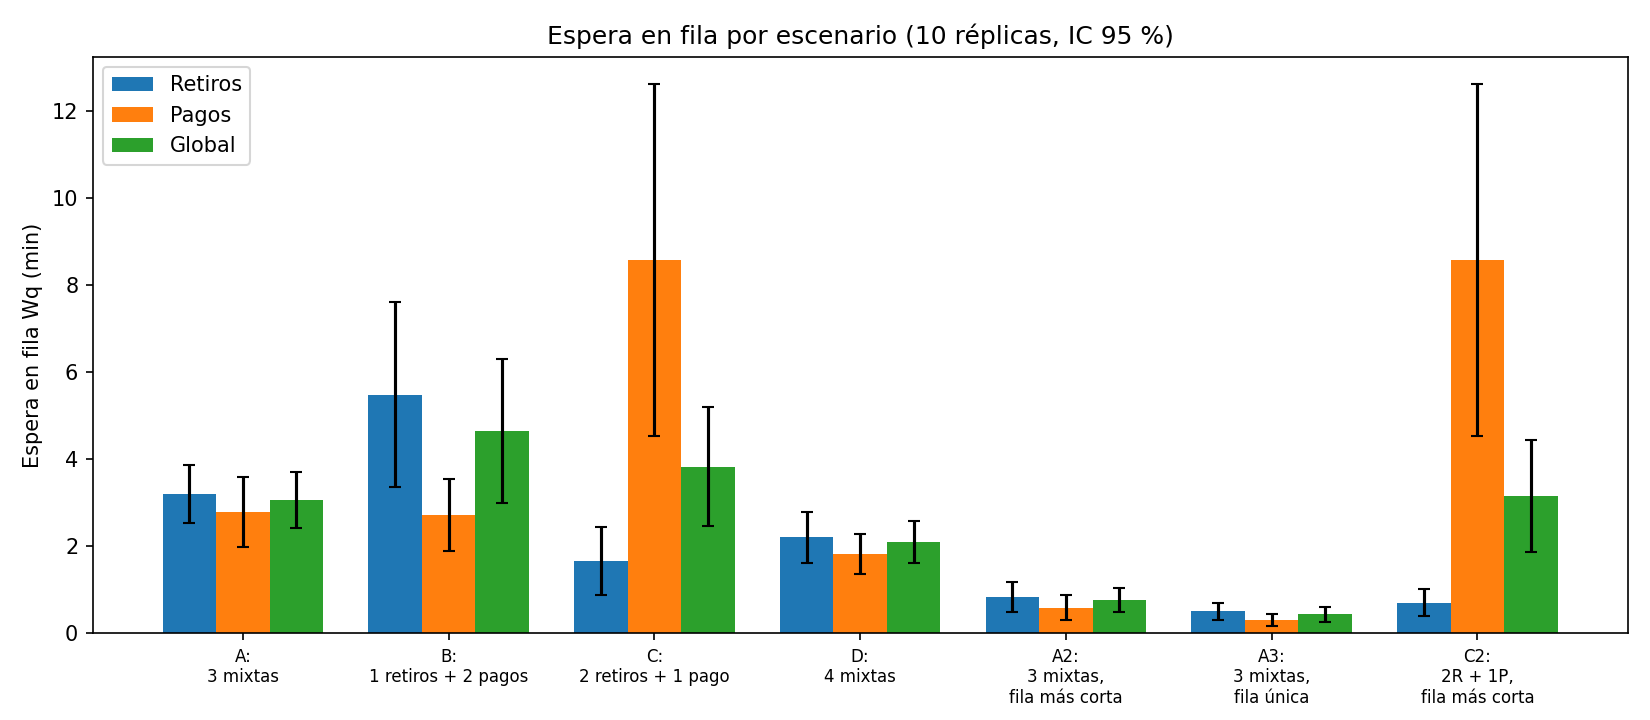 Espera en fila por escenario (10 réplicas, IC 95 %)
Retiros
Pagos
Global
Espera en fila Wq (min)
12
10
8
6
4
2
0
A:
3 mixtas
B:
1 retiros + 2 pagos
C:
2 retiros + 1 pago
D:
4 mixtas
A2:
3 mixtas,
fila más corta
A3:
3 mixtas,
fila única
C2:
2R + 1P,
fila más corta